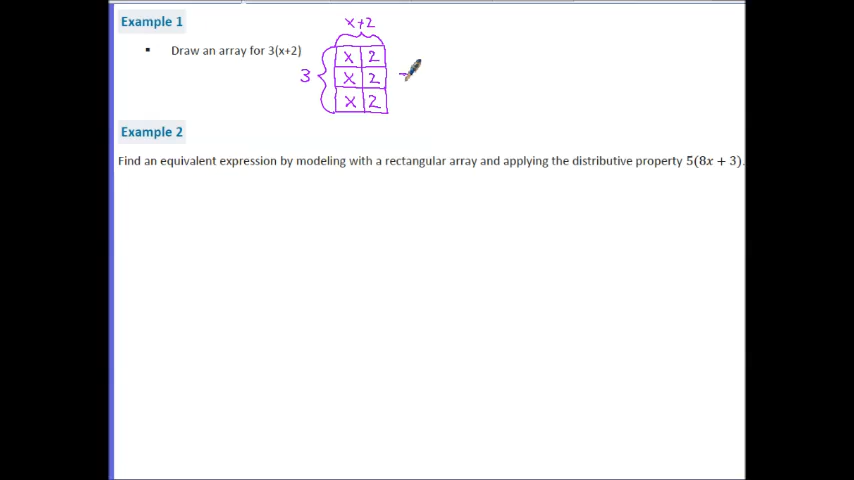 Example 1
x+2
▪ Draw an array for 3(x+2)
x 2
3 x 2
x 2
Example 2
Find an equivalent expression by modeling with a rectangular array and applying the distributive property 5(8x + 3).